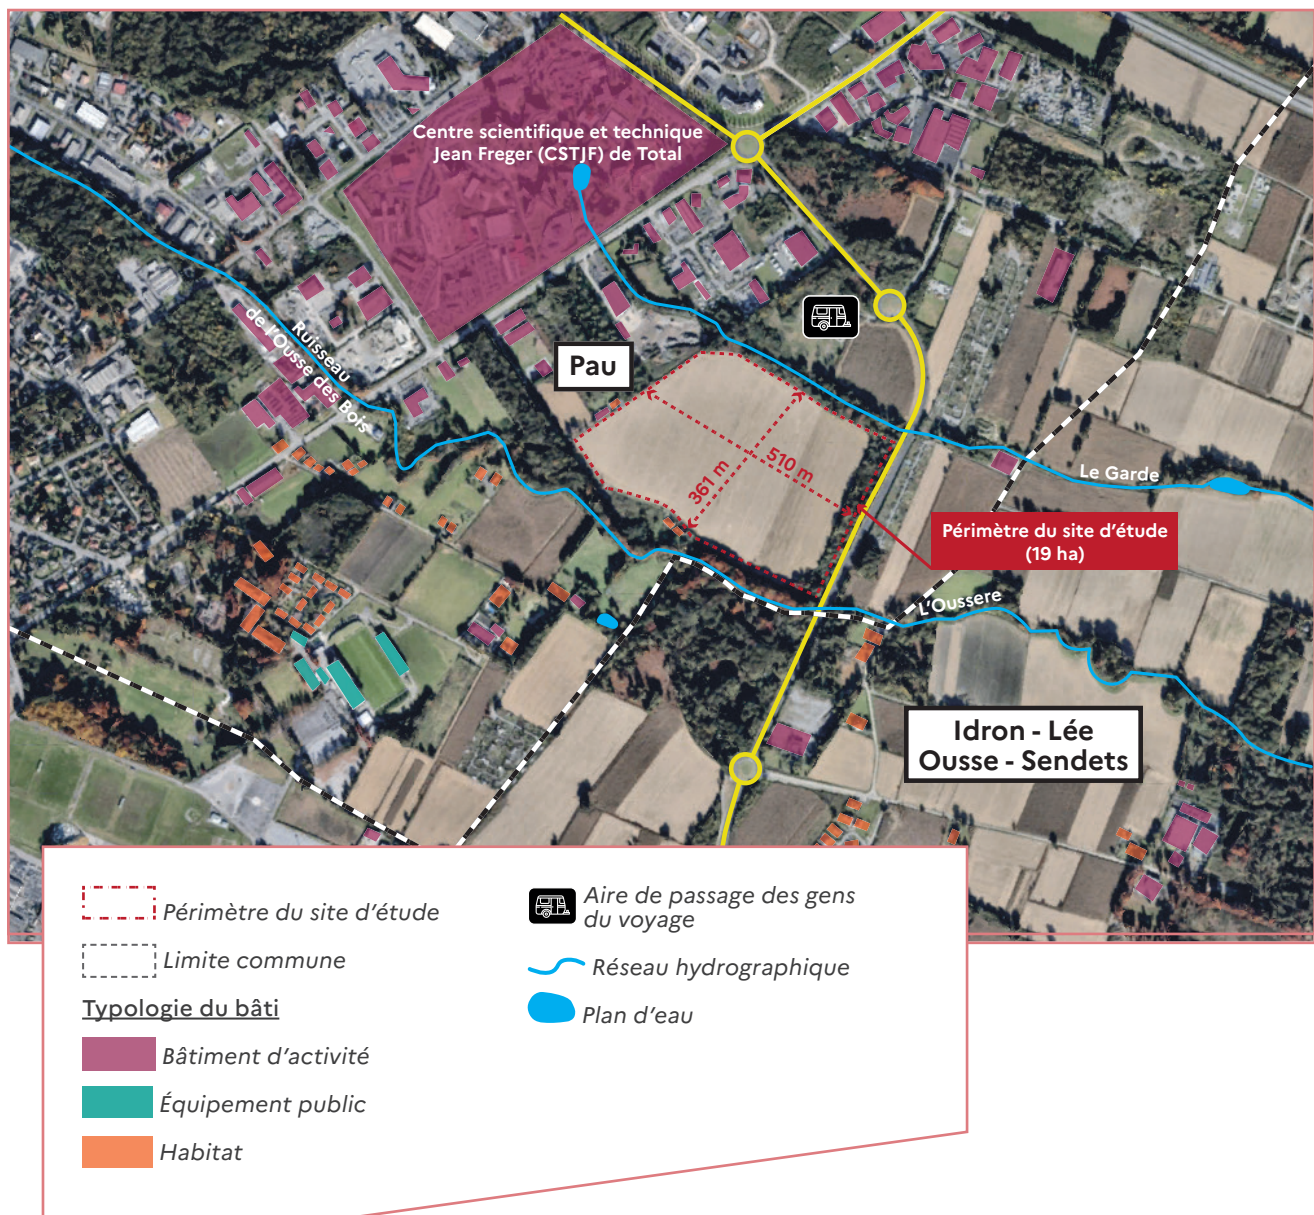 Centre scientifique et technique
Jean Freger (CSTJF) de Total
Ruisseau
de l'Ousse des Bois
Pau
510 m
361 m
Le Garde
Périmètre du site d'étude
(19 ha)
L'Oussere
Idron - Lée
Ousse - Sendets
Périmètre du site d'étude
Limite commune
Typologie du bâti
Bâtiment d'activité
Équipement public
Habitat
Aire de passage des gens
du voyage
Réseau hydrographique
Plan d'eau